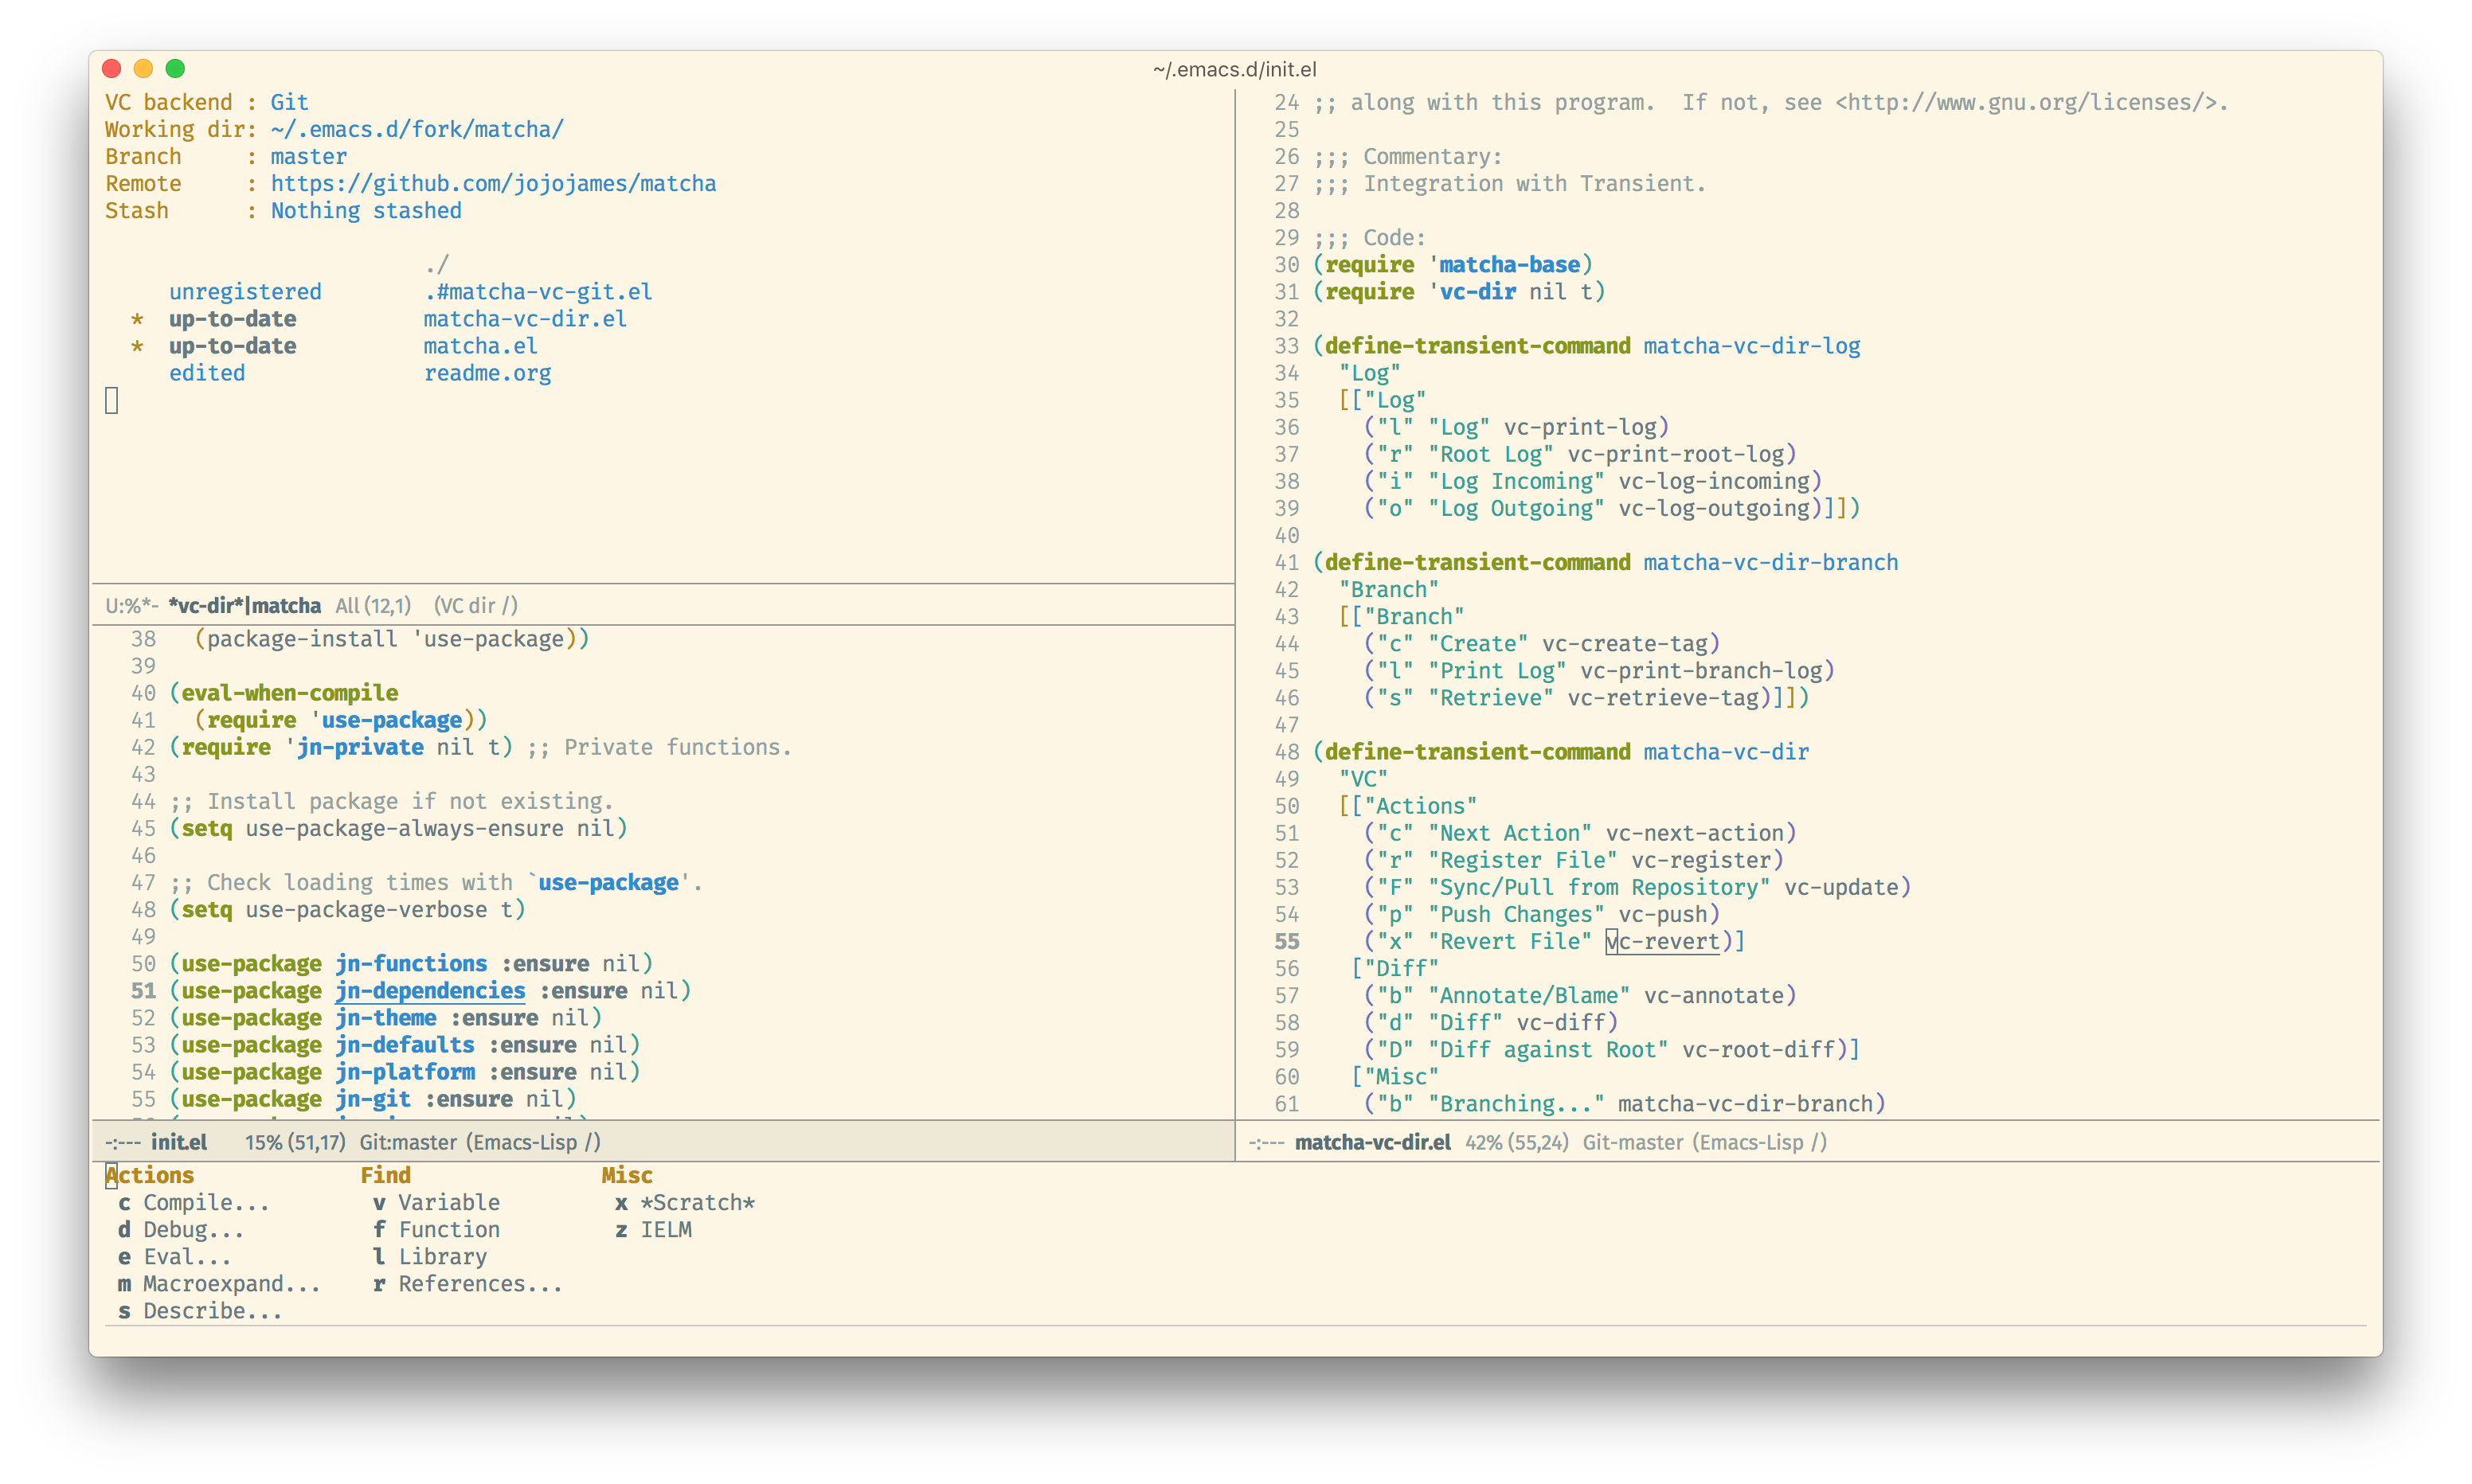 ~/.emacs.d/init.el
VC backend : Git
Working dir: ~/.emacs.d/fork/matcha/
Branch     : master
Remote     : https://github.com/jojojames/matcha
Stash      : Nothing stashed
./
unregistered        .#matcha-vc-git.el
* up-to-date          matcha-vc-dir.el
* up-to-date          matcha.el
edited              readme.org
U:%*- *vc-dir*|matcha All (12,1) (VC dir /)
38   (package-install 'use-package))
39
40 (eval-when-compile
41   (require 'use-package))
42 (require 'jn-private nil t) ;; Private functions.
43
44 ;; Install package if not existing.
45 (setq use-package-always-ensure nil)
46
47 ;; Check loading times with `use-package'.
48 (setq use-package-verbose t)
49
50 (use-package jn-functions :ensure nil)
51 (use-package jn-dependencies :ensure nil)
52 (use-package jn-theme :ensure nil)
53 (use-package jn-defaults :ensure nil)
54 (use-package jn-platform :ensure nil)
55 (use-package jn-git :ensure nil)
-:--- init.el 15% (51,17) Git:master (Emacs-Lisp /)
24 ;; along with this program.  If not, see <http://www.gnu.org/licenses/>.
25
26 ;;; Commentary:
27 ;;; Integration with Transient.
28
29 ;;; Code:
30 (require 'matcha-base)
31 (require 'vc-dir nil t)
32
33 (define-transient-command matcha-vc-dir-log
34   "Log"
35   [["Log"
36     ("l" "Log" vc-print-log)
37     ("r" "Root Log" vc-print-root-log)
38     ("i" "Log Incoming" vc-log-incoming)
39     ("o" "Log Outgoing" vc-log-outgoing)]])
40
41 (define-transient-command matcha-vc-dir-branch
42   "Branch"
43   [["Branch"
44     ("c" "Create" vc-create-tag)
45     ("l" "Print Log" vc-print-branch-log)
46     ("s" "Retrieve" vc-retrieve-tag)]])
47
48 (define-transient-command matcha-vc-dir
49   "VC"
50   [["Actions"
51     ("c" "Next Action" vc-next-action)
52     ("r" "Register File" vc-register)
53     ("F" "Sync/Pull from Repository" vc-update)
54     ("p" "Push Changes" vc-push)
55     ("x" "Revert File" vc-revert)]
56    ["Diff"
57     ("b" "Annotate/Blame" vc-annotate)
58     ("d" "Diff" vc-diff)
59     ("D" "Diff against Root" vc-root-diff)]
60    ["Misc"
61     ("b" "Branching..." matcha-vc-dir-branch)
-:--- matcha-vc-dir.el 42% (55,24) Git-master (Emacs-Lisp /)
Actions             Find               Misc
c Compile...        v Variable         x *Scratch*
d Debug...          f Function         z IELM
e Eval...           l Library
m Macroexpand...    r References...
s Describe...